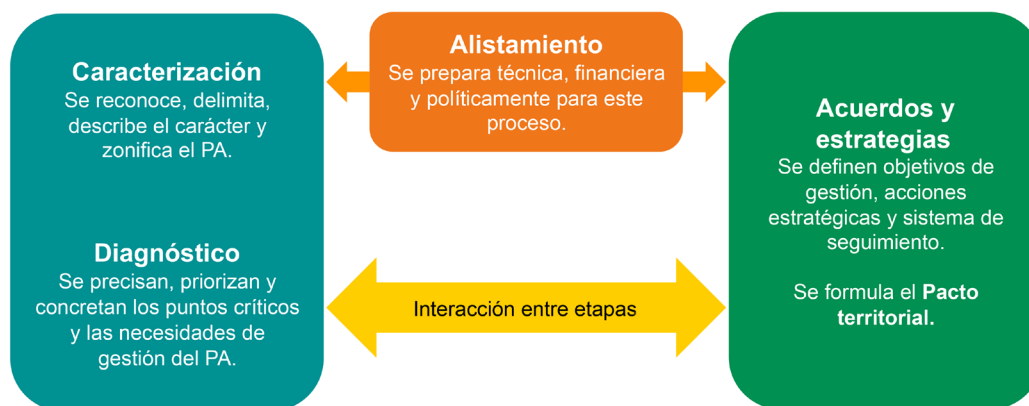 Caracterización
Se reconoce, delimita,
describe el carácter y
zonifica el PA.
Diagnóstico
Se precisan, priorizan y
concretan los puntos críticos
y las necesidades de
gestión del PA.
Alistamiento
Se prepara técnica, financiera
y políticamente para este
proceso.
Interacción entre etapas
Acuerdos y
estrategias
Se definen objetivos de
gestión, acciones
estratégicas y sistema de
seguimiento.
Se formula el Pacto
territorial.